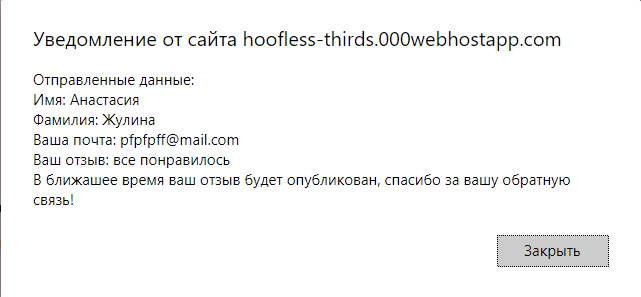 Уведомление от сайта hoofless-thirds.000webhostapp.com
Отправленные данные:
Имя: Анастасия
Фамилия: Жулина
Ваша почта: pfpfpff@mail.com
Ваш отзыв: все понравилось
В ближашее время ваш отзыв будет опубликован, спасибо за вашу обратную
связь!
Закрыть